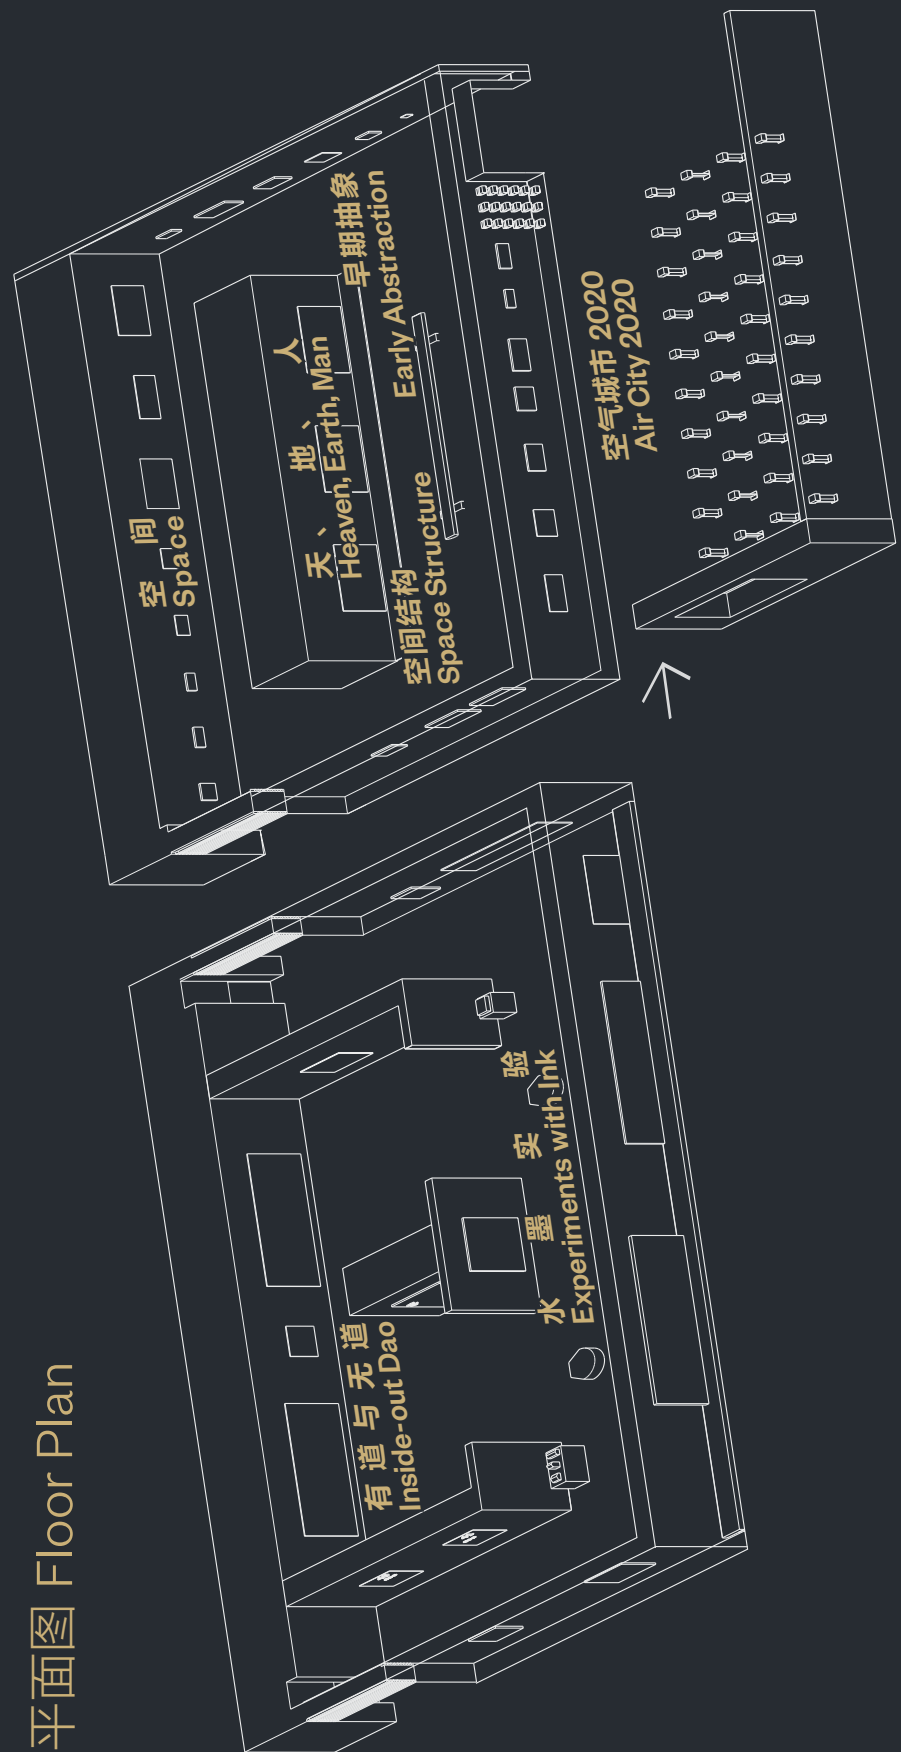 平面图 Floor Plan
有道与无道
Inside-out Dao
水墨实验
Experiments with Ink
空间
Space
天、地、人
Heaven, Earth, Man
空间结构
Space Structure
早期抽象
Early Abstraction
空气城市 2020
Air City 2020